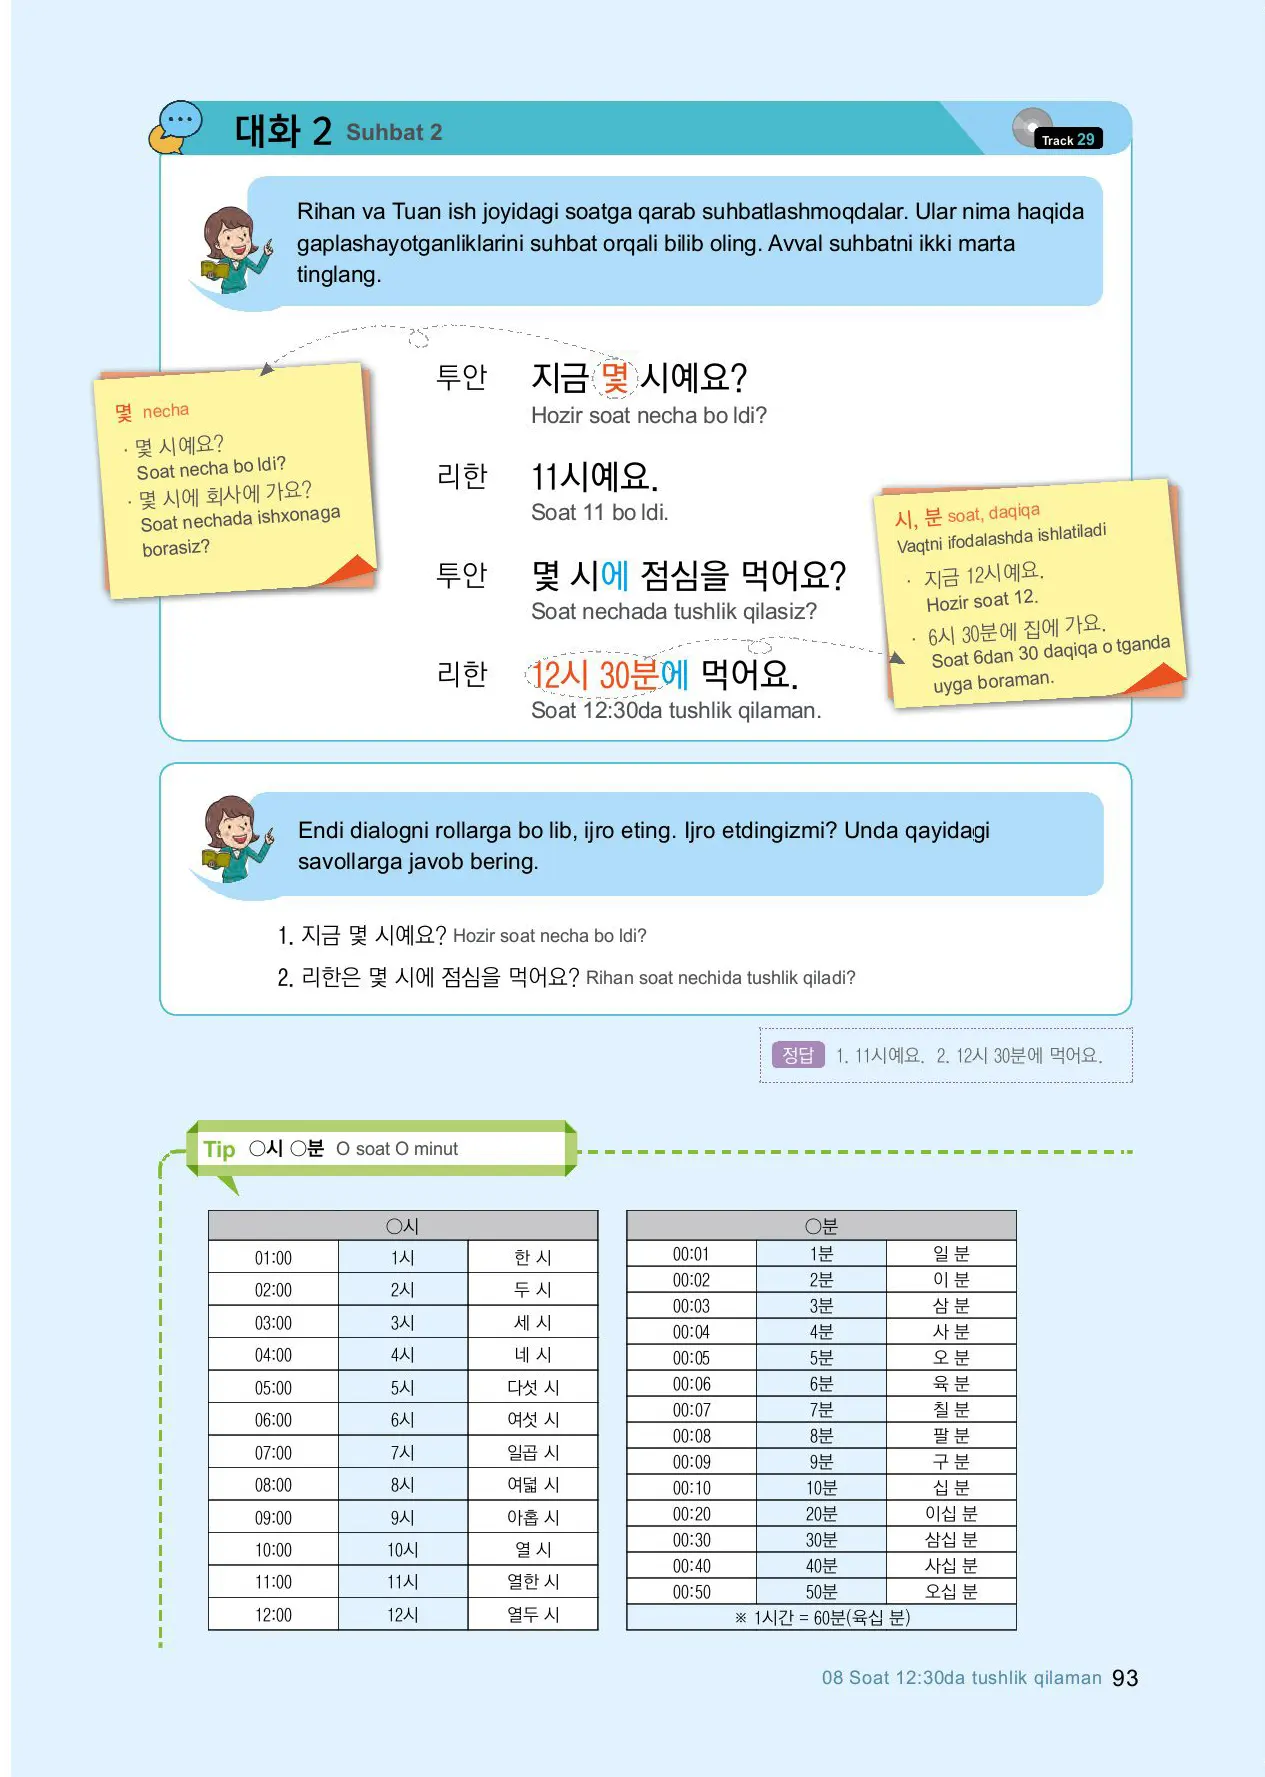 대화 2 Suhbat 2
Track 29
Rihan va Tuan ish joyidagi soatga qarab suhbatlashmoqdalar. Ular nima haqida
gaplashayotganliklarini suhbat orqali bilib oling. Avval suhbatni ikki marta
tinglang.
투안 지금 몇 시예요?
Hozir soat necha bo ldi?
리한 11시예요.
Soat 11 bo ldi.
투안 몇 시에 점심을 먹어요?
Soat nechada tushlik qilasiz?
리한 12시 30분에 먹어요.
Soat 12:30da tushlik qilaman.
몇 necha
· 몇 시예요?
Soat necha bo ldi?
· 몇 시에 회사에 가요?
Soat nechada ishxonaga
borasiz?
시, 분 soat, daqiqa
Vaqtni ifodalashda ishlatiladi
· 지금 12시예요.
Hozir soat 12.
· 6시 30분에 집에 가요.
Soat 6dan 30 daqiqa o tganda
uyga boraman.
Endi dialogni rollarga bo lib, ijro eting. Ijro etdingizmi? Unda qayidagi
savollarga javob bering.
1. 지금 몇 시예요? Hozir soat necha bo ldi?
2. 리한은 몇 시에 점심을 먹어요? Rihan soat nechida tushlik qiladi?
정답 1. 11시예요. 2. 12시 30분에 먹어요.
Tip ○시 ○분 O soat O minut
○시
01:00 1시 한 시
02:00 2시 두 시
03:00 3시 세 시
04:00 4시 네 시
05:00 5시 다섯 시
06:00 6시 여섯 시
07:00 7시 일곱 시
08:00 8시 여덟 시
09:00 9시 아홉 시
10:00 10시 열 시
11:00 11시 열한 시
12:00 12시 열두 시
○분
00:01 1분 일 분
00:02 2분 이 분
00:03 3분 삼 분
00:04 4분 사 분
00:05 5분 오 분
00:06 6분 육 분
00:07 7분 칠 분
00:08 8분 팔 분
00:09 9분 구 분
00:10 10분 십 분
00:20 20분 이십 분
00:30 30분 삼십 분
00:40 40분 사십 분
00:50 50분 오십 분
※ 1시간 = 60분(육십 분)
08 Soat 12:30da tushlik qilaman 93